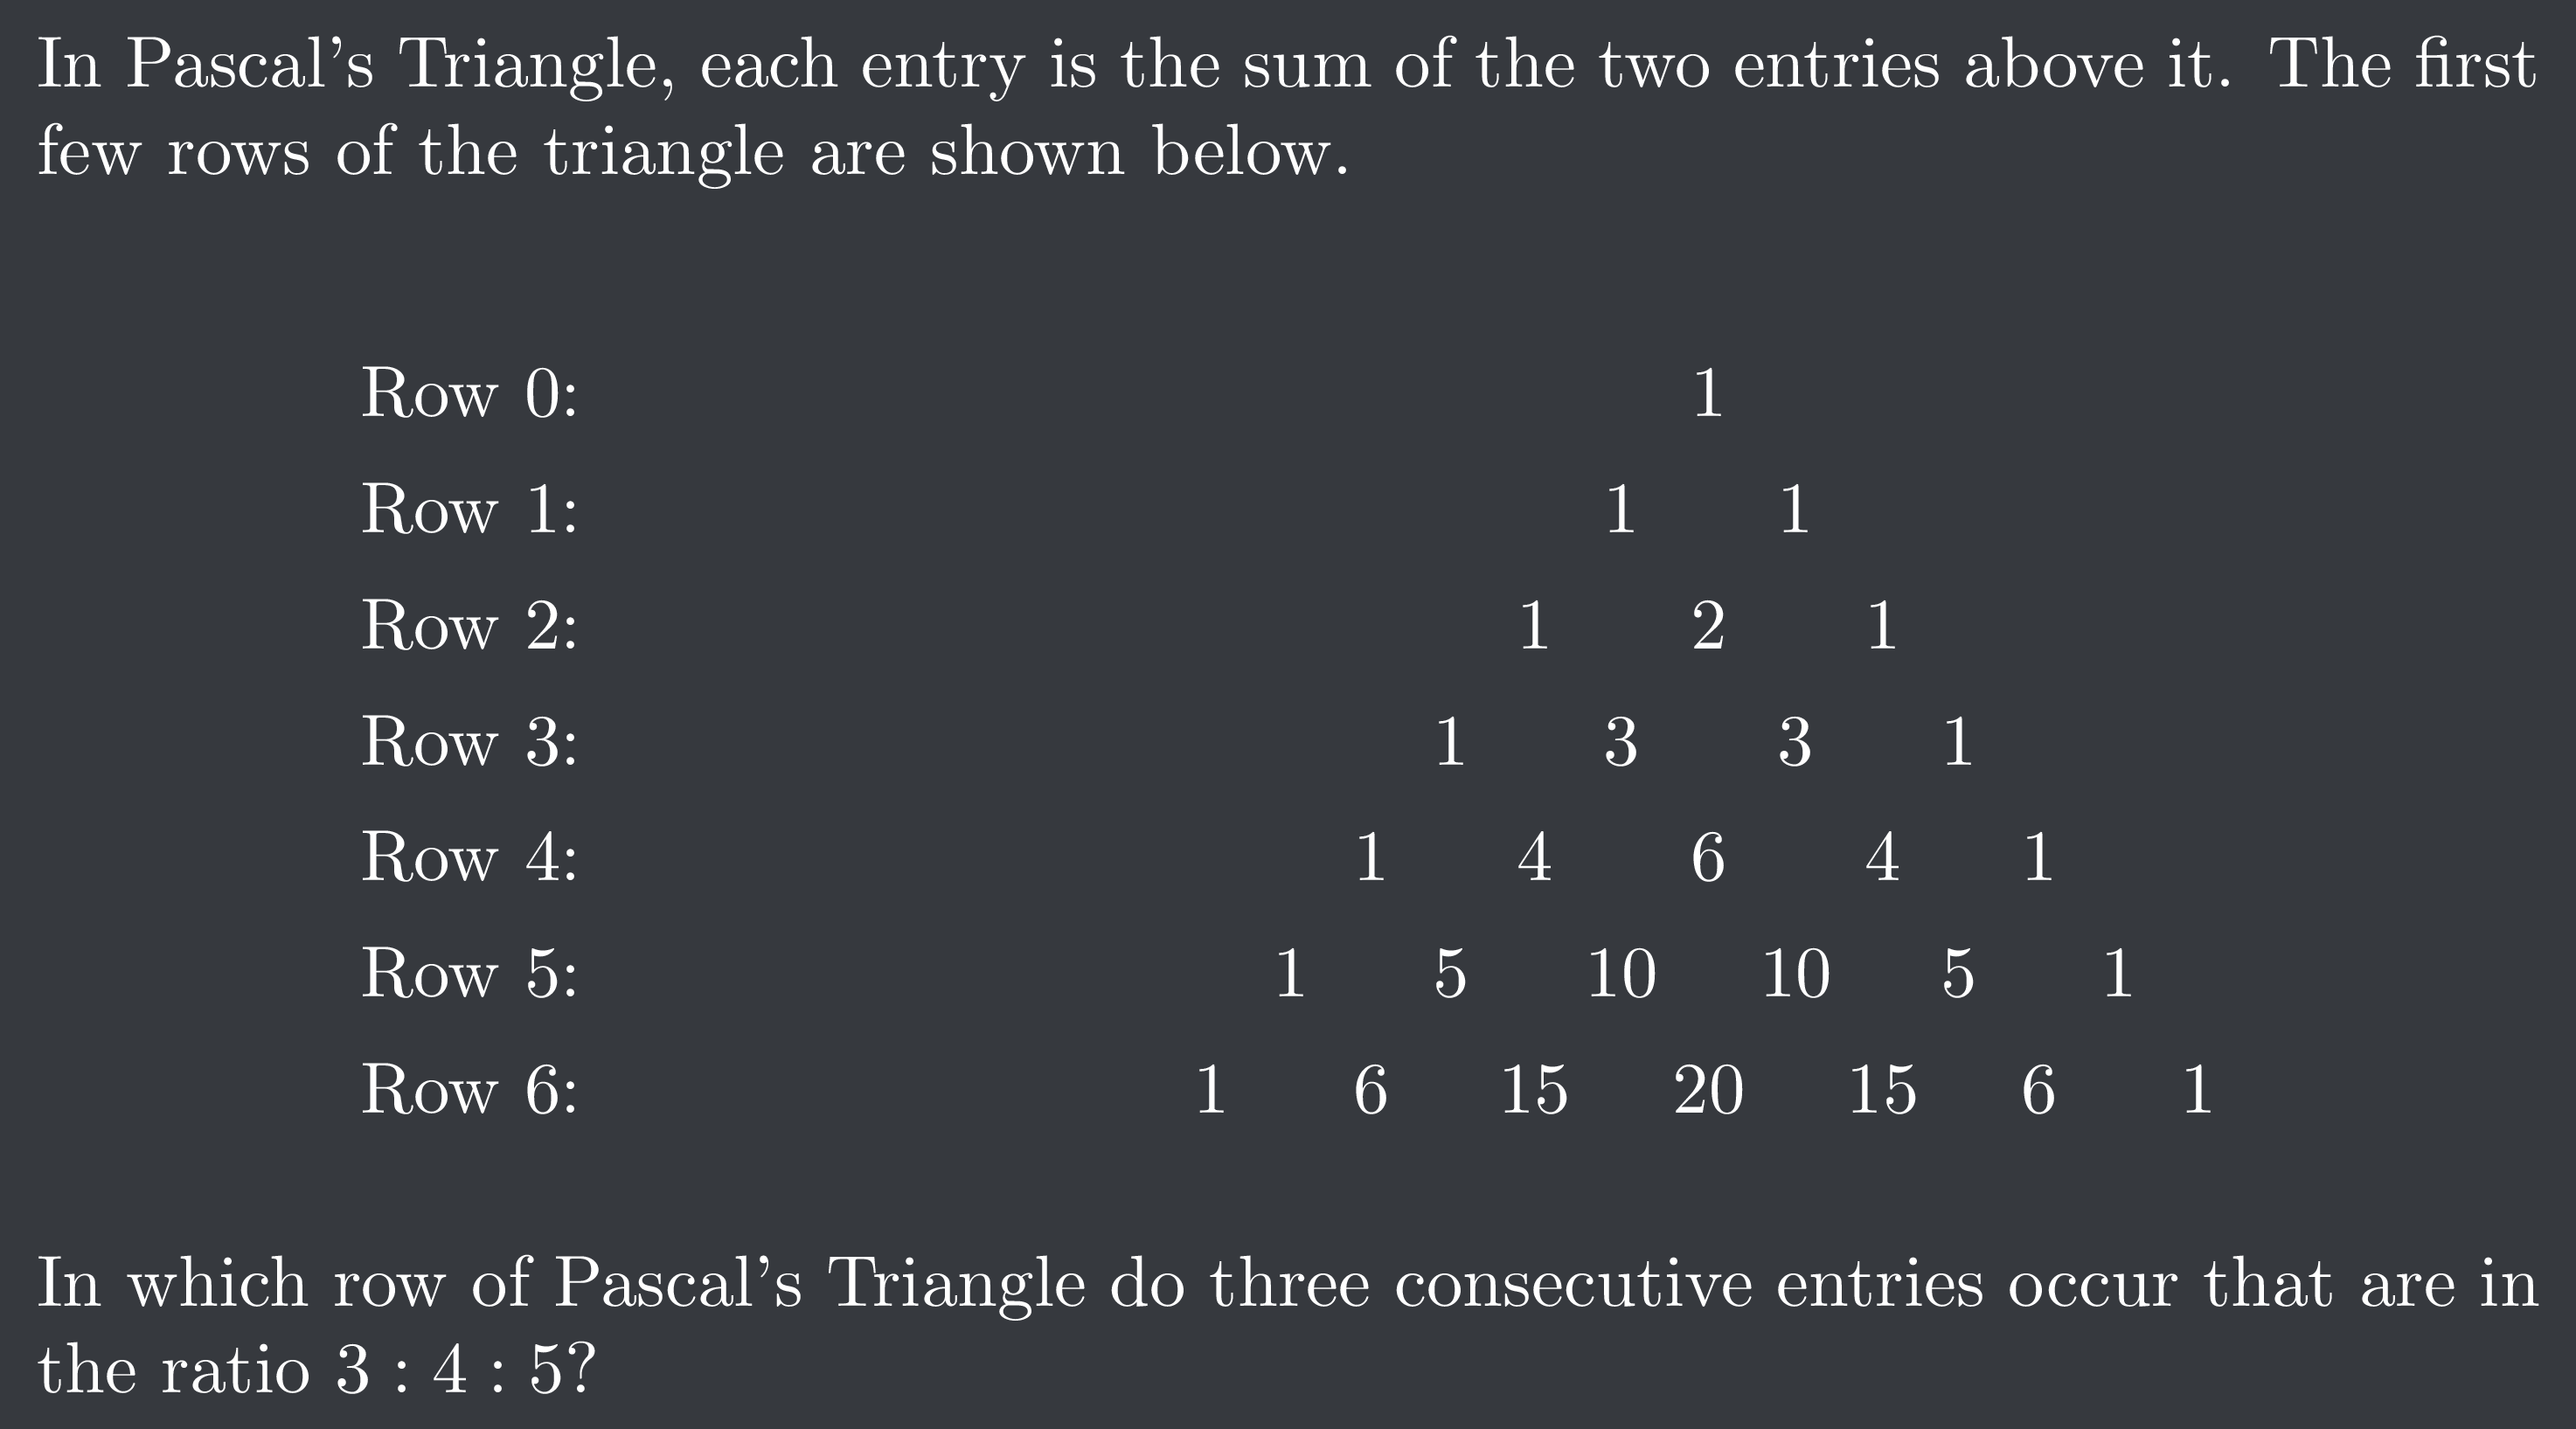 In Pascal's Triangle, each entry is the sum of the two entries above it. The first
few rows of the triangle are shown below.
Row 0: 1
Row 1: 1 1
Row 2: 1 2 1
Row 3: 1 3 3 1
Row 4: 1 4 6 4 1
Row 5: 1 5 10 10 5 1
Row 6: 1 6 15 20 15 6 1
In which row of Pascal's Triangle do three consecutive entries occur that are in
the ratio 3 : 4 : 5?